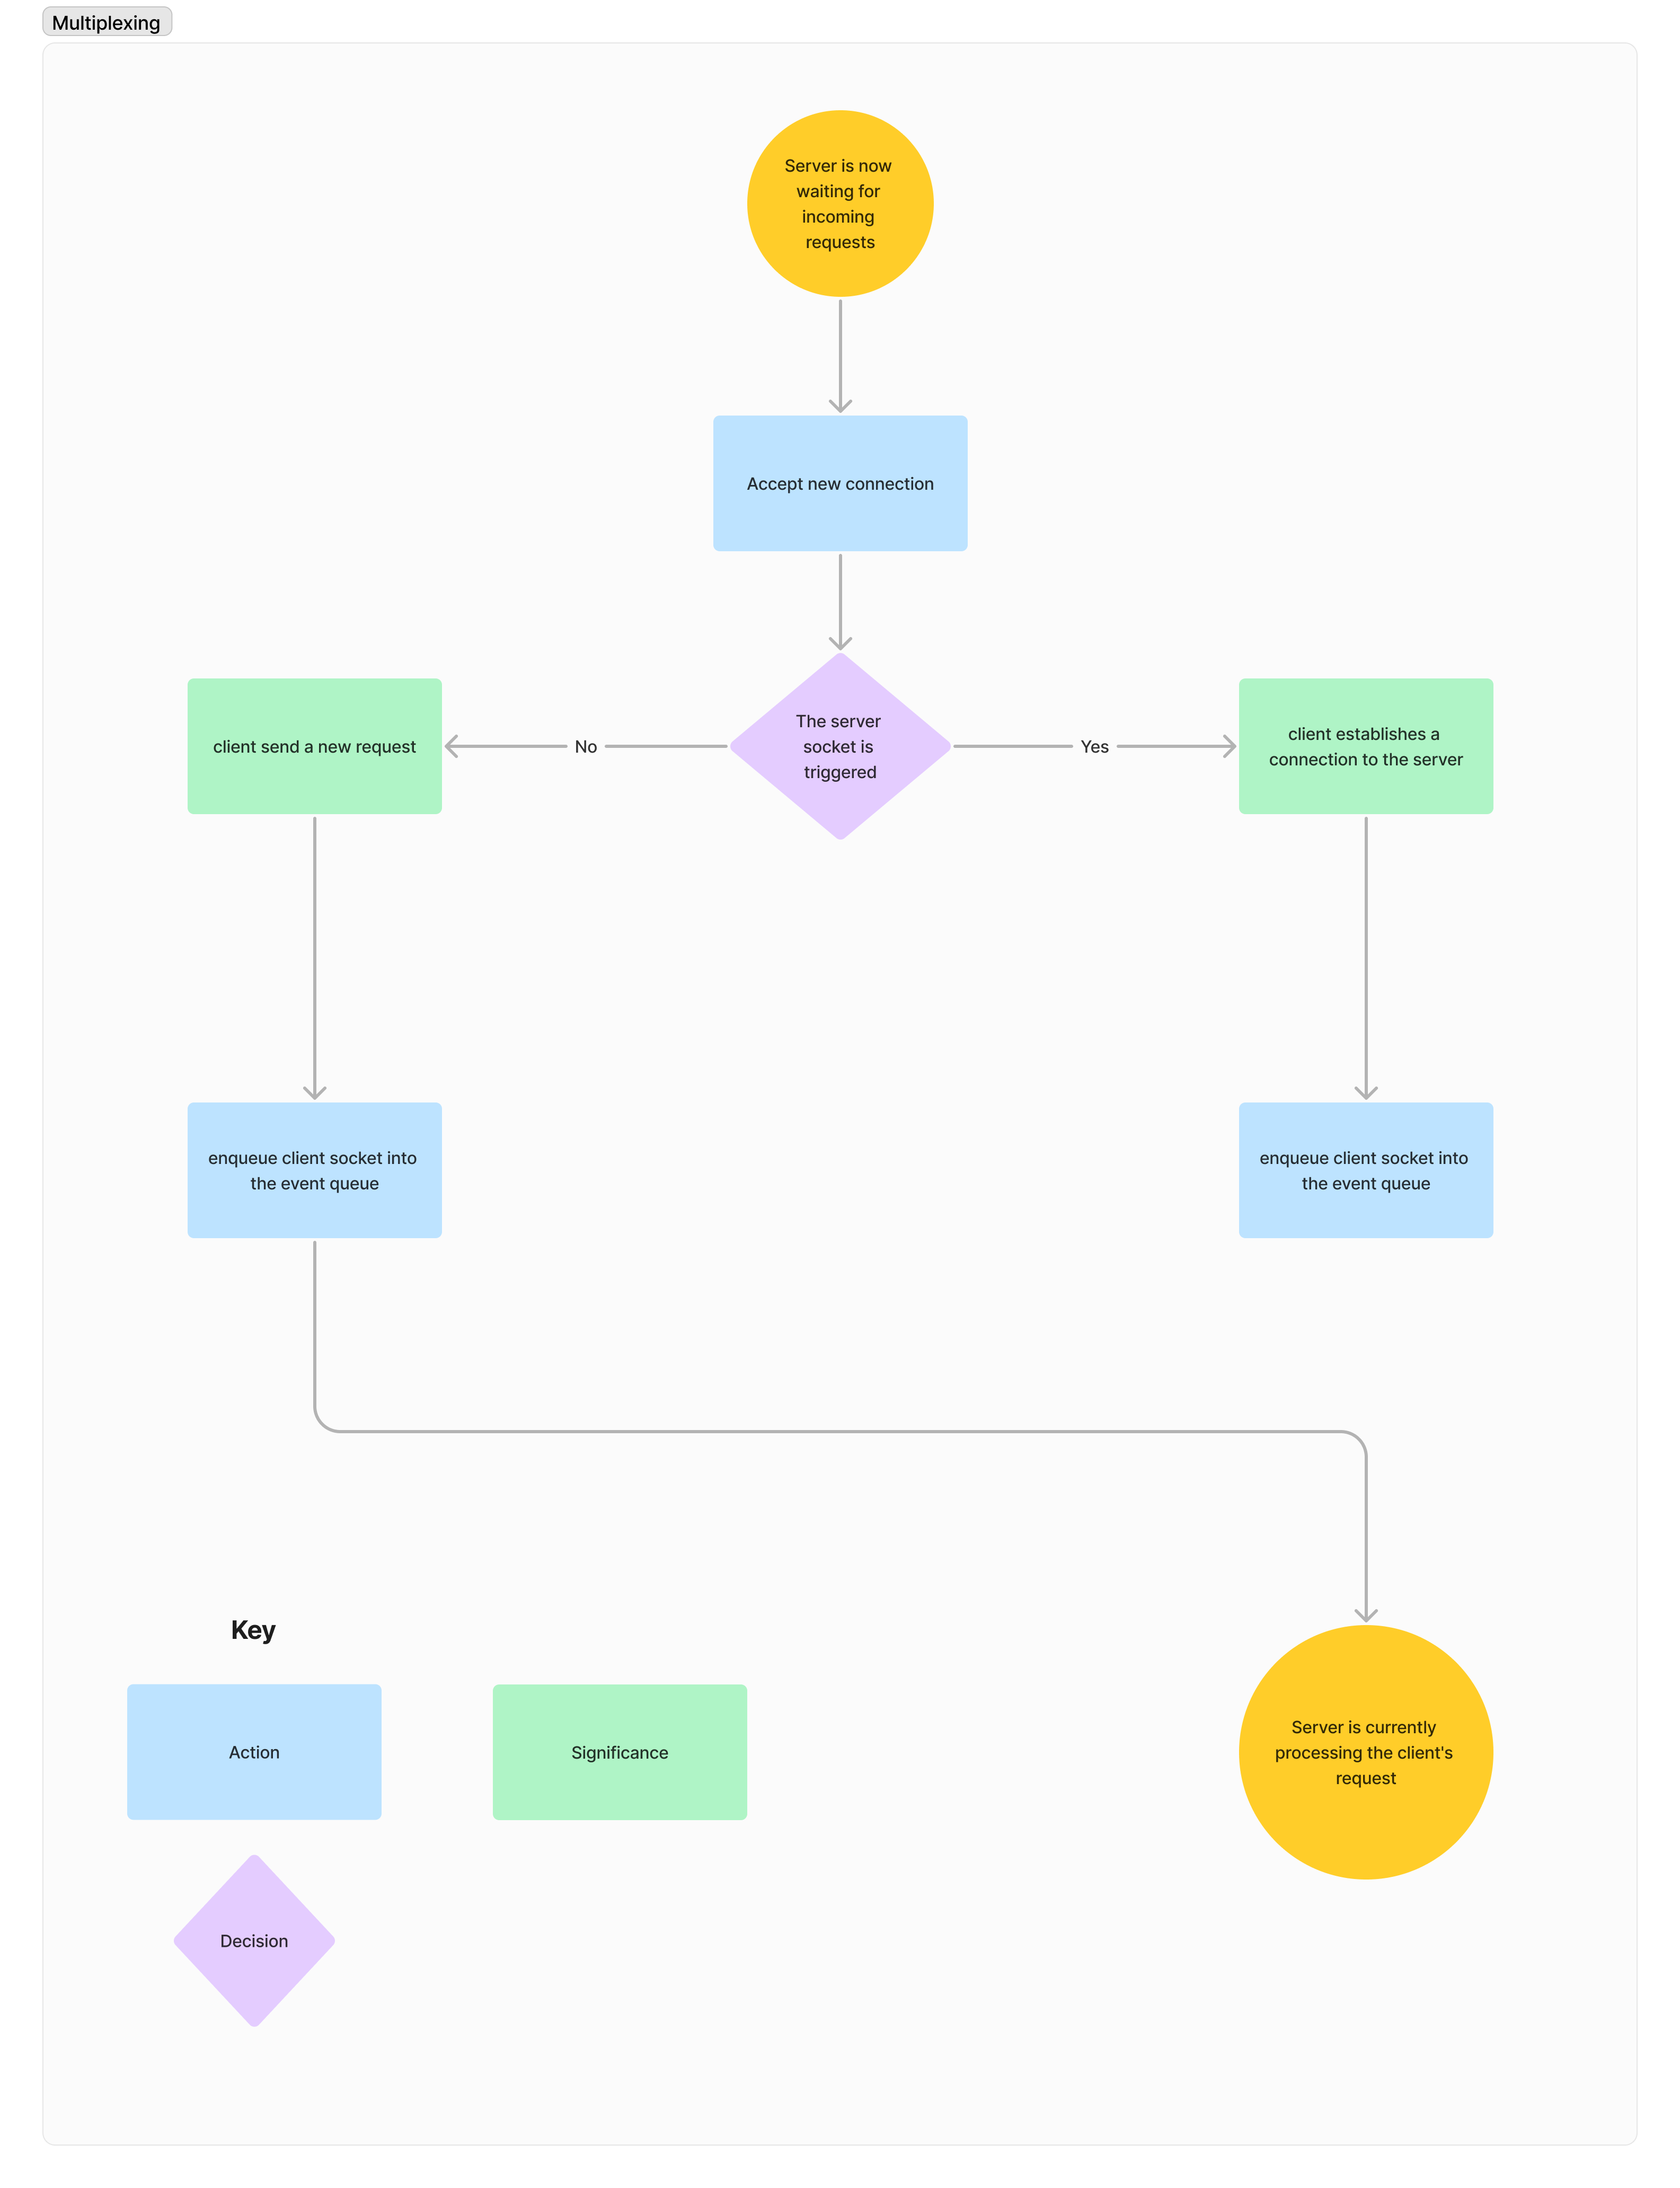 Multiplexing
Server is now
waiting for
incoming
requests
Accept new connection
The server
socket is
triggered
No
Yes
client send a new request
client establishes a
connection to the server
enqueue client socket into
the event queue
enqueue client socket into
the event queue
Key
Action
Significance
Decision
Server is currently
processing the client's
request